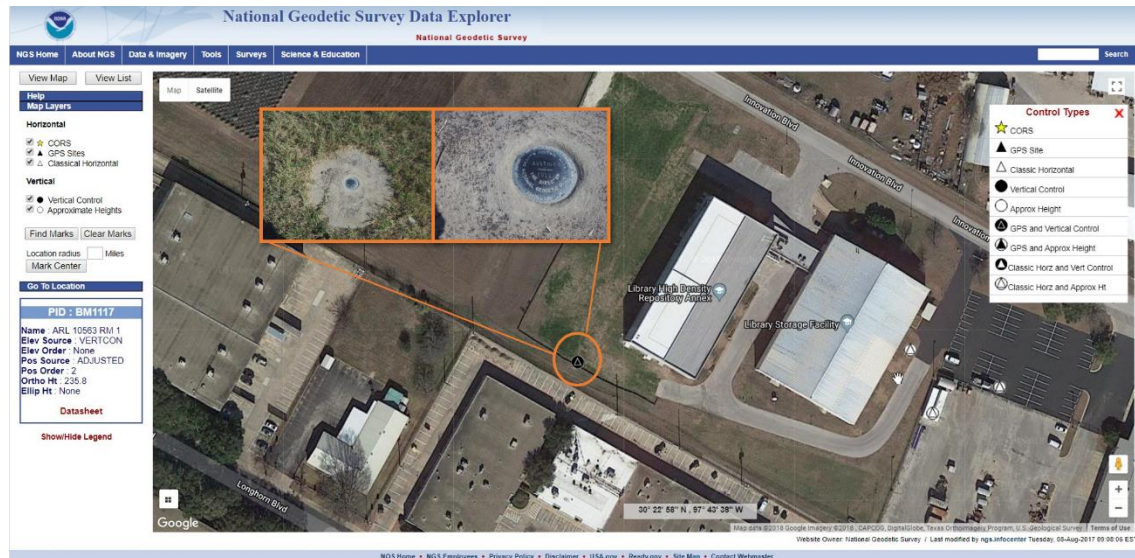 National Geodetic Survey Data Explorer
National Geodetic Survey
NGS Home About NGS Data & Imagery Tools Surveys Science & Education Search
View Map View List
Help
Map Layers
Horizontal
CORS
GPS Sites
Classical Horizontal
Vertical
Vertical Control
Approximate Heights
Find Marks Clear Marks
Location radius Miles
Mark Center
Go To Location
PID : BM1117
Name : ARL 10563 RM 1
Elev Source : VERTCON
Elev Order : None
Pos Source : ADJUSTED
Pos Order : 2
Ortho Ht : 235.8
Ellip Ht : None
Datasheet
Show/Hide Legend
Map Satellite
Innovation Blvd
Innovation Blvd
Innovation
Library High Density
Repository Annex
Library Storage Facility
Longhorn Blvd
Control Types X
CORS
GPS Site
Classic Horizontal
Vertical Control
Approx Height
GPS and Vertical Control
GPS and Approx Height
Classic Horz and Vert Control
Classic Horz and Approx Ht
30° 22' 58" N , 97° 43' 38" W
Google
Map data ©2018 Google Imagery ©2018 , CAPCOG, DigitalGlobe, Texas Orthoimagery Program, U.S. Geological Survey Terms of Use
Website Owner: National Geodetic Survey / Last modified by ngs.infocenter Tuesday, 08-Aug-2017 09:08:06 EST
NGS Home • NGS Employees • Privacy Policy • Disclaimer • USA.gov • Ready.gov • Site Map • Contact Webmaster